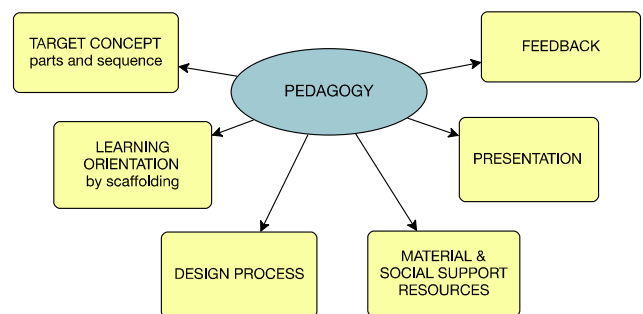 TARGET CONCEPT
parts and sequence
FEEDBACK
PEDAGOGY
LEARNING
ORIENTATION
by scaffolding
PRESENTATION
DESIGN PROCESS
MATERIAL &
SOCIAL SUPPORT
RESOURCES